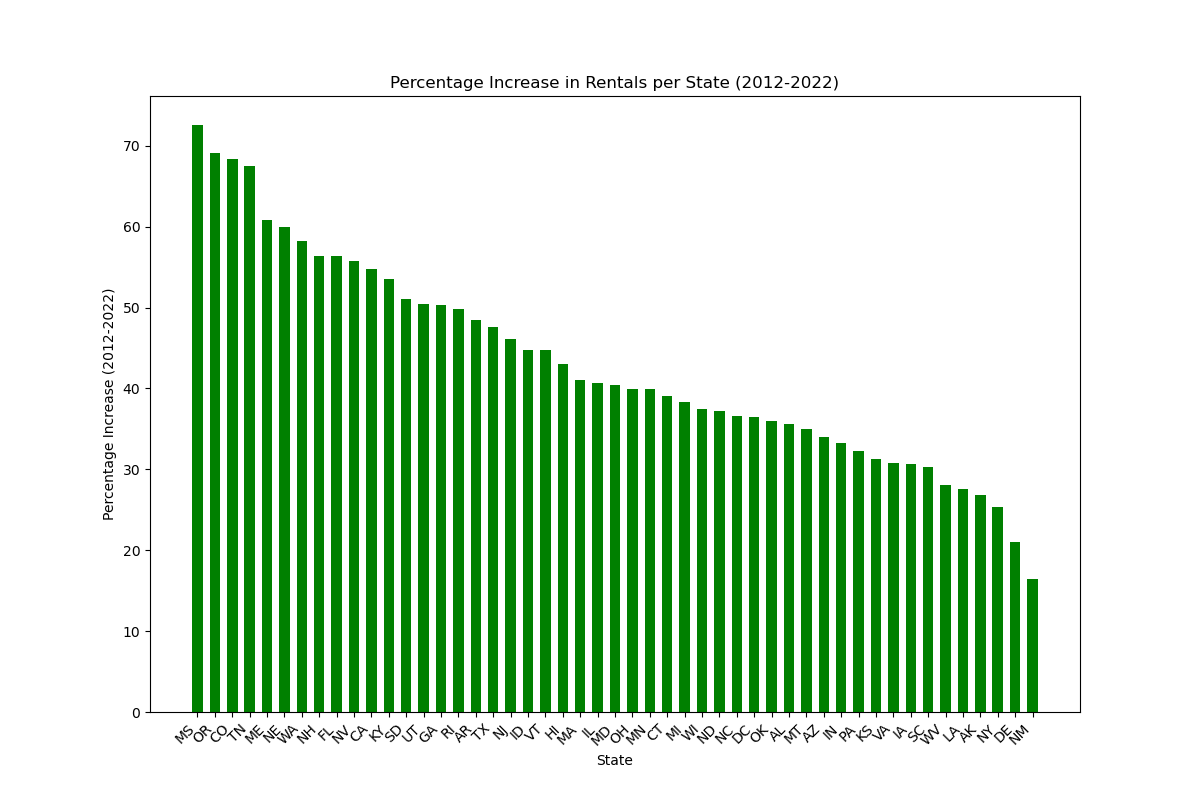 Percentage Increase in Rentals per State (2012-2022)
Percentage Increase (2012-2022)
70
60
50
40
30
20
10
0
MS OR CO TN ME NE WA NH FL NV CA KY SD UT GA RI AR TX NJ ID VT HI MA IL MD OH MN CT MI WI ND NC DC OK AL MT AZ IN PA KS VA IA SC WV LA AK NY DE NM
State